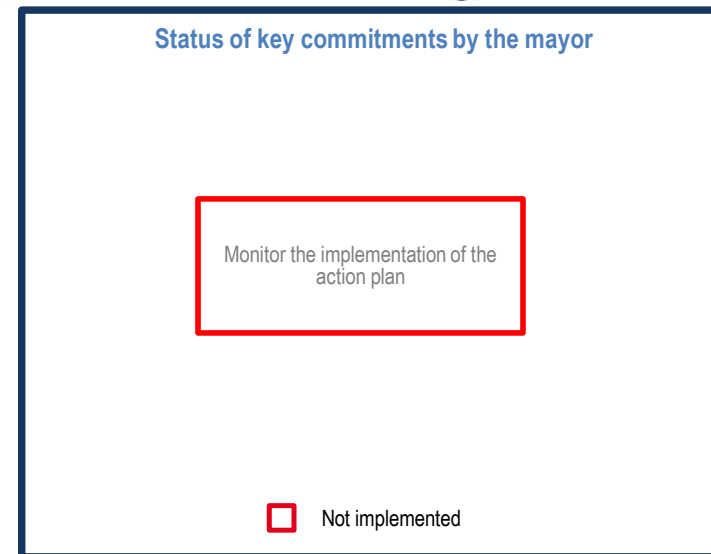 Status of key commitments by the mayor
Monitor the implementation of the
action plan
Not implemented